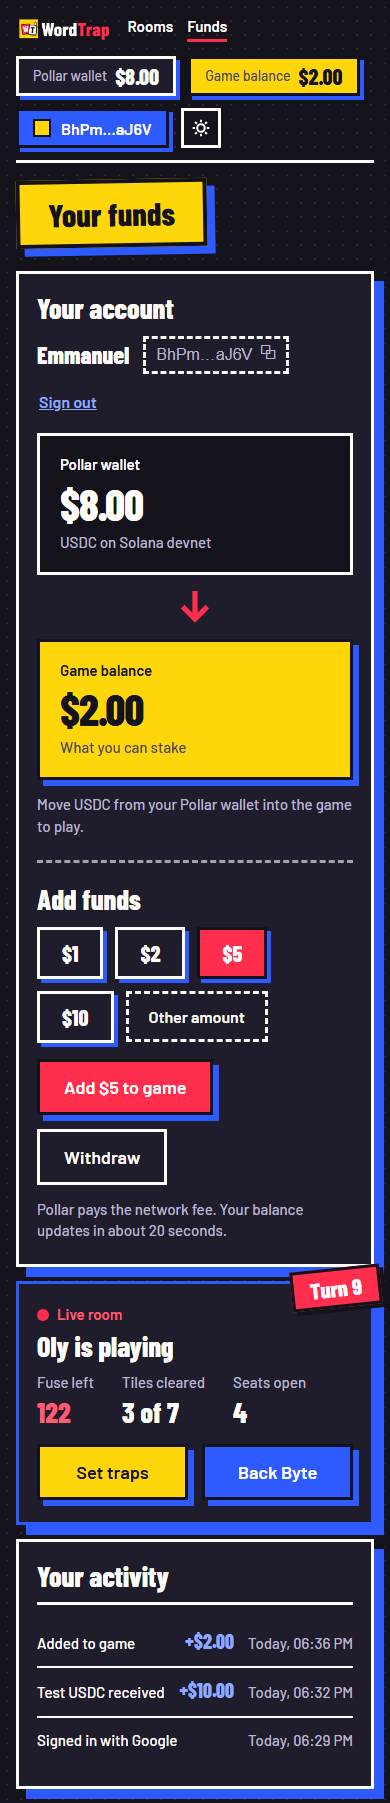 WT WordTrap Rooms Funds
Pollar wallet $8.00 Game balance $2.00
BhPm...aJ6V
Your funds
Your account
Emmanuel BhPm...aJ6V
Sign out
Pollar wallet
$8.00
USDC on Solana devnet
Game balance
$2.00
What you can stake
Move USDC from your Pollar wallet into the game
to play.
Add funds
$1 $2 $5
$10 Other amount
Add $5 to game
Withdraw
Pollar pays the network fee. Your balance
updates in about 20 seconds.
Turn 9
Live room
Oly is playing
Fuse left Tiles cleared Seats open
122 3 of 7 4
Set traps Back Byte
Your activity
Added to game +$2.00 Today, 06:36 PM
Test USDC received +$10.00 Today, 06:32 PM
Signed in with Google Today, 06:29 PM